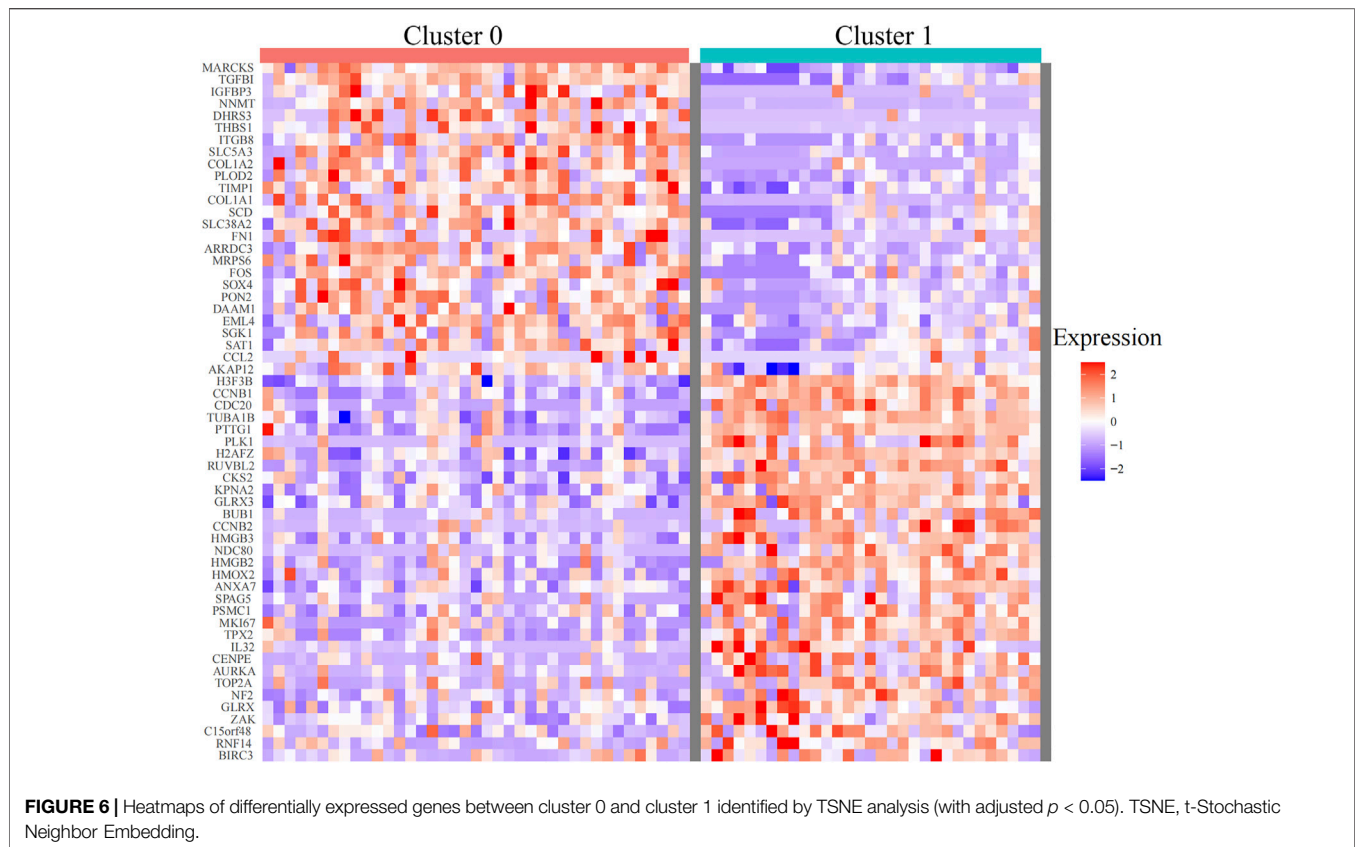 Cluster 0
Cluster 1
MARCKS
TGFBI
IGFBP3
NNMT
DHRS3
THBS1
ITGB8
SLC5A3
COL1A2
PLOD2
TIMP1
COL1A1
SCD
SLC38A2
FN1
ARRDC3
MRPS6
FOS
SOX4
PON2
DAAM1
EML4
SGK1
SAT1
CCL2
AKAP12
H3F3B
CCNB1
CDC20
TUBA1B
PTTG1
PLK1
H2AFZ
RUVBL2
CKS2
KPNA2
GLRX3
BUB1
CCNB2
HMGB3
NDC80
HMGB2
HMOX2
ANXA7
SPAG5
PSMC1
MKI67
TPX2
IL32
CENPE
AURKA
TOP2A
NF2
GLRX
ZAK
C15orf48
RNF14
BIRC3
Expression
2
1
0
−1
−2
FIGURE 6 | Heatmaps of differentially expressed genes between cluster 0 and cluster 1 identified by TSNE analysis (with adjusted p < 0.05). TSNE, t-Stochastic
Neighbor Embedding.